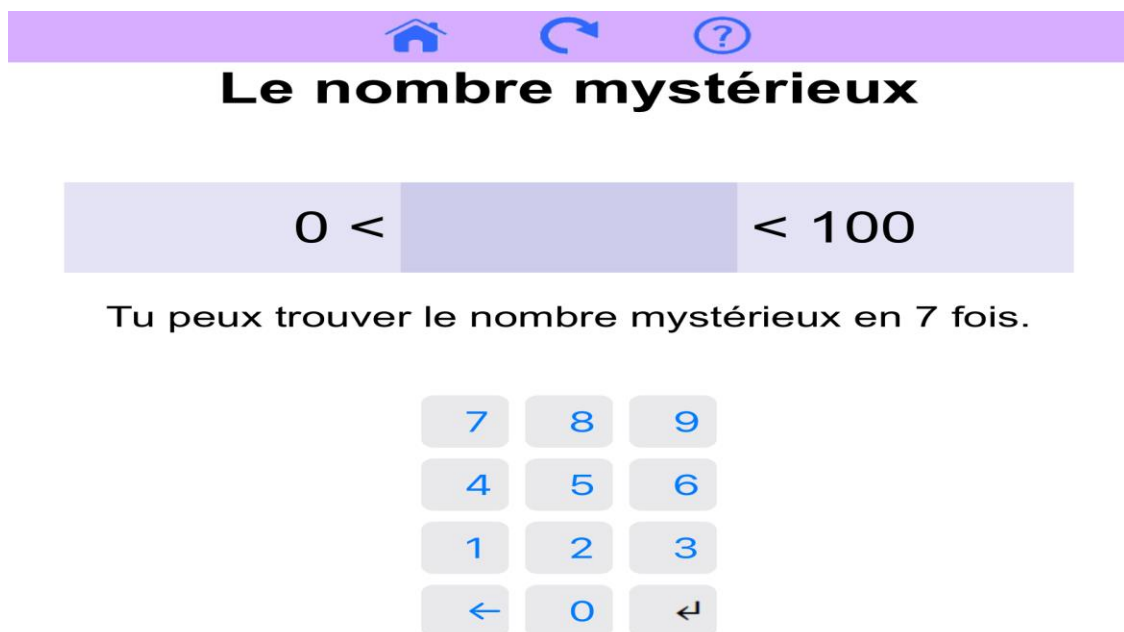 ?
Le nombre mystérieux
0 < < 100
Tu peux trouver le nombre mystérieux en 7 fois.
7 8 9
4 5 6
1 2 3
← 0 ↵